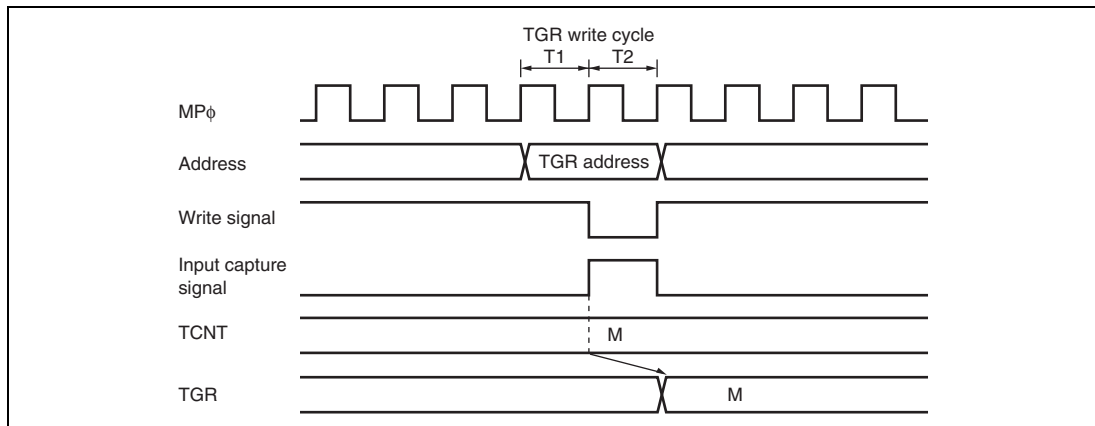 TGR write cycle
T1 T2
MPϕ
Address TGR address
Write signal
Input capture
signal
TCNT M
TGR M